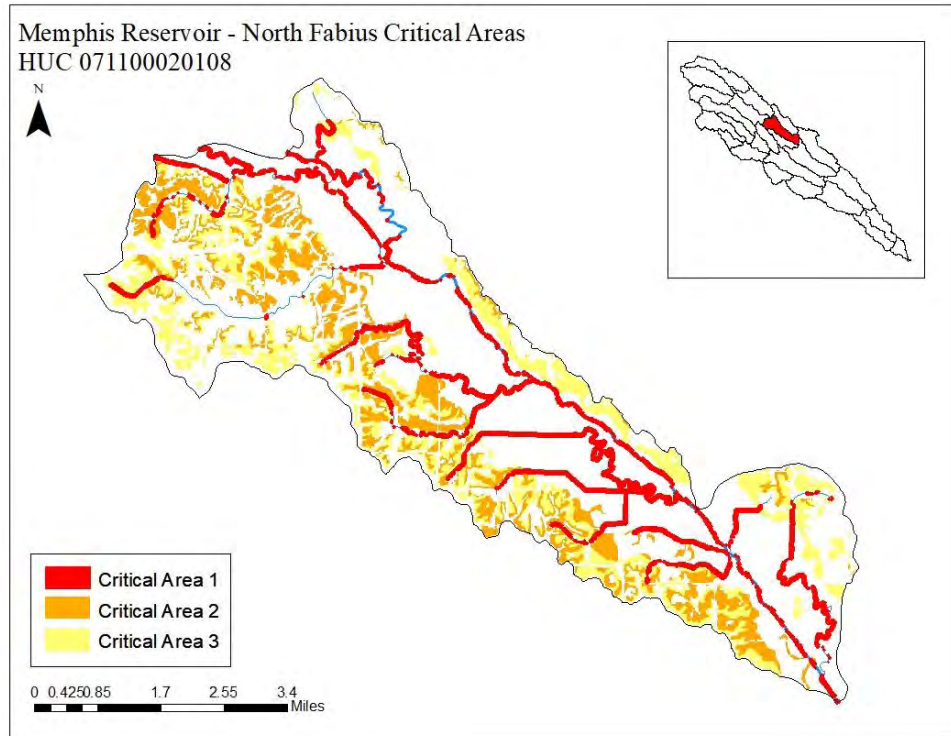 Memphis Reservoir - North Fabius Critical Areas
HUC 071100020108
N
Critical Area 1
Critical Area 2
Critical Area 3
0 0.4250.85 1.7 2.55 3.4
Miles